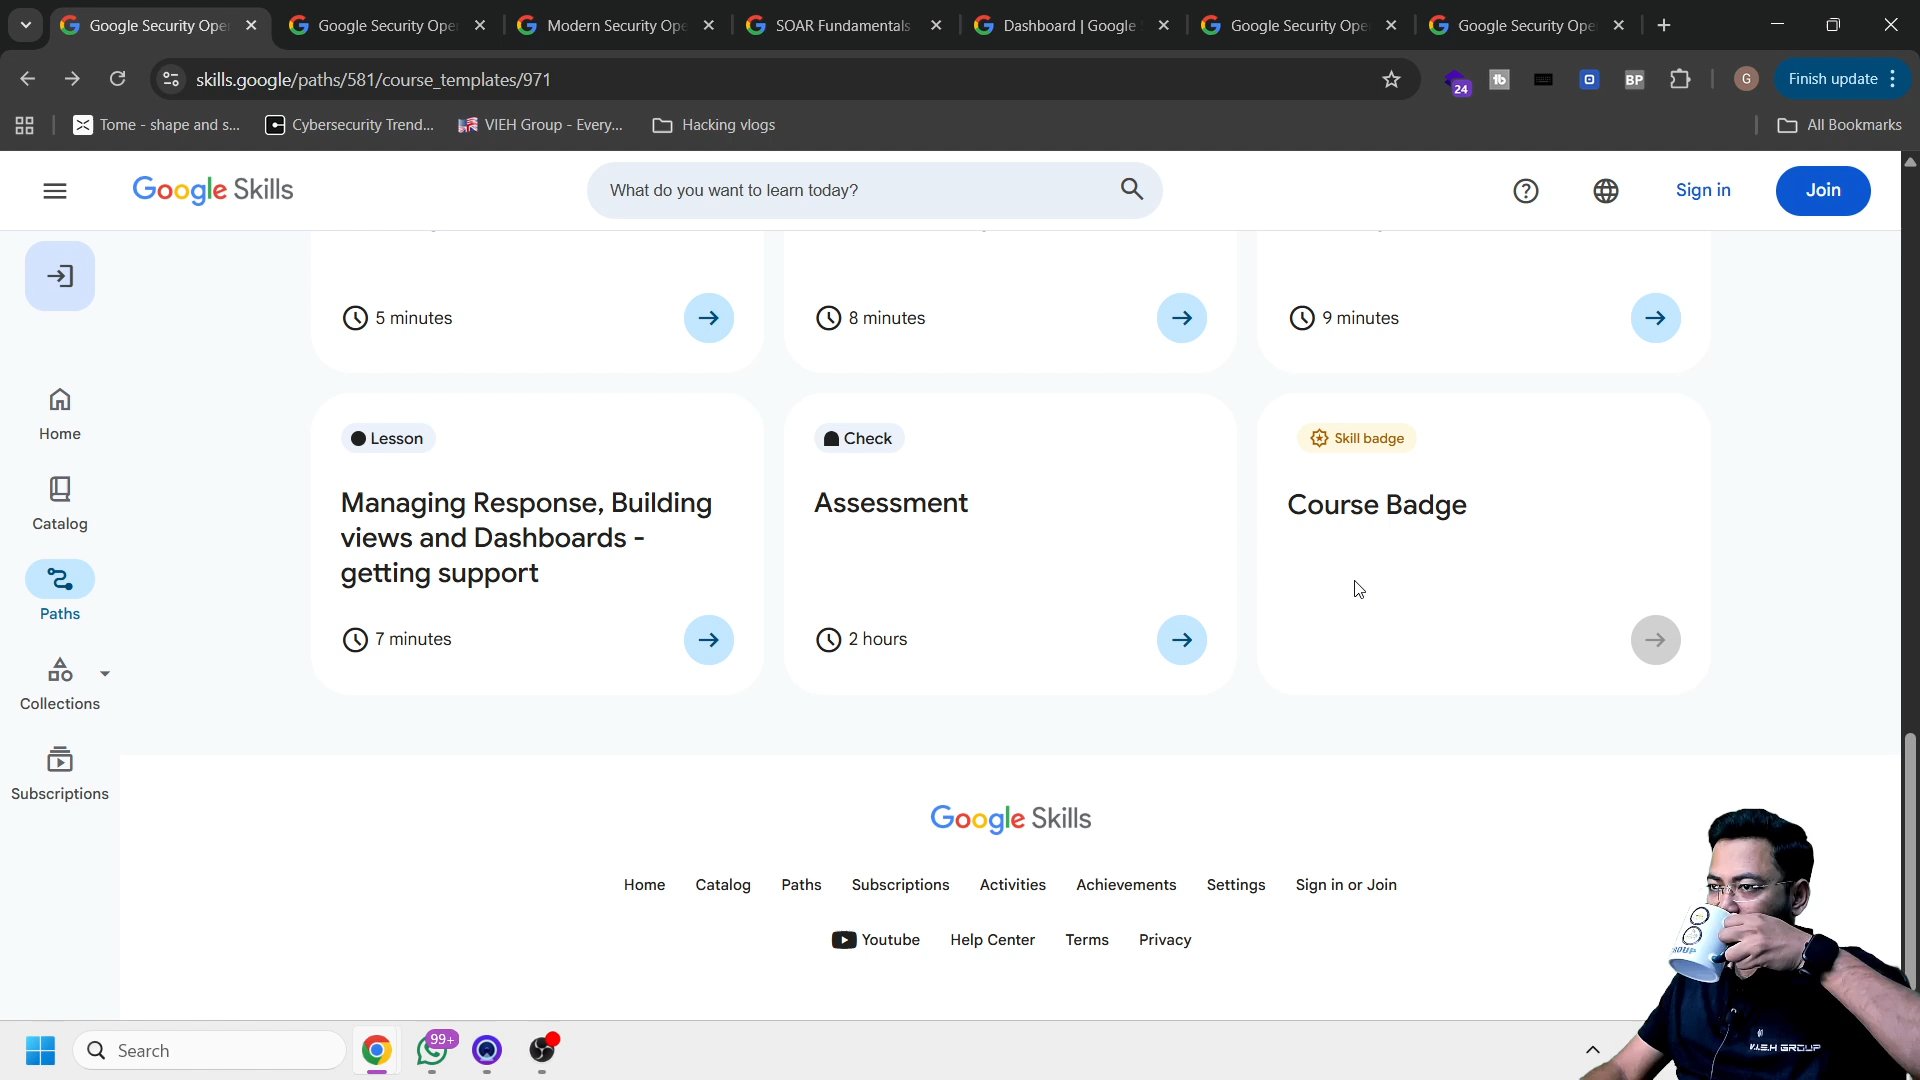 Google Security Ope
Google Security Ope
Modern Security Op
SOAR Fundamentals
Dashboard | Google
Google Security Ope
Google Security Ope
skills.google/paths/581/course_templates/971
24
tb
BP
G
Finish update
Tome - shape and s...
Cybersecurity Trend...
VIEH Group - Every...
Hacking vlogs
All Bookmarks
Google Skills
What do you want to learn today?
Sign in
Join
Home
Catalog
Paths
Collections
Subscriptions
5 minutes
8 minutes
9 minutes
Lesson
Managing Response, Building
views and Dashboards -
getting support
7 minutes
Check
Assessment
2 hours
Skill badge
Course Badge
Google Skills
Home
Catalog
Paths
Subscriptions
Activities
Achievements
Settings
Sign in or Join
Youtube
Help Center
Terms
Privacy
Search
99+